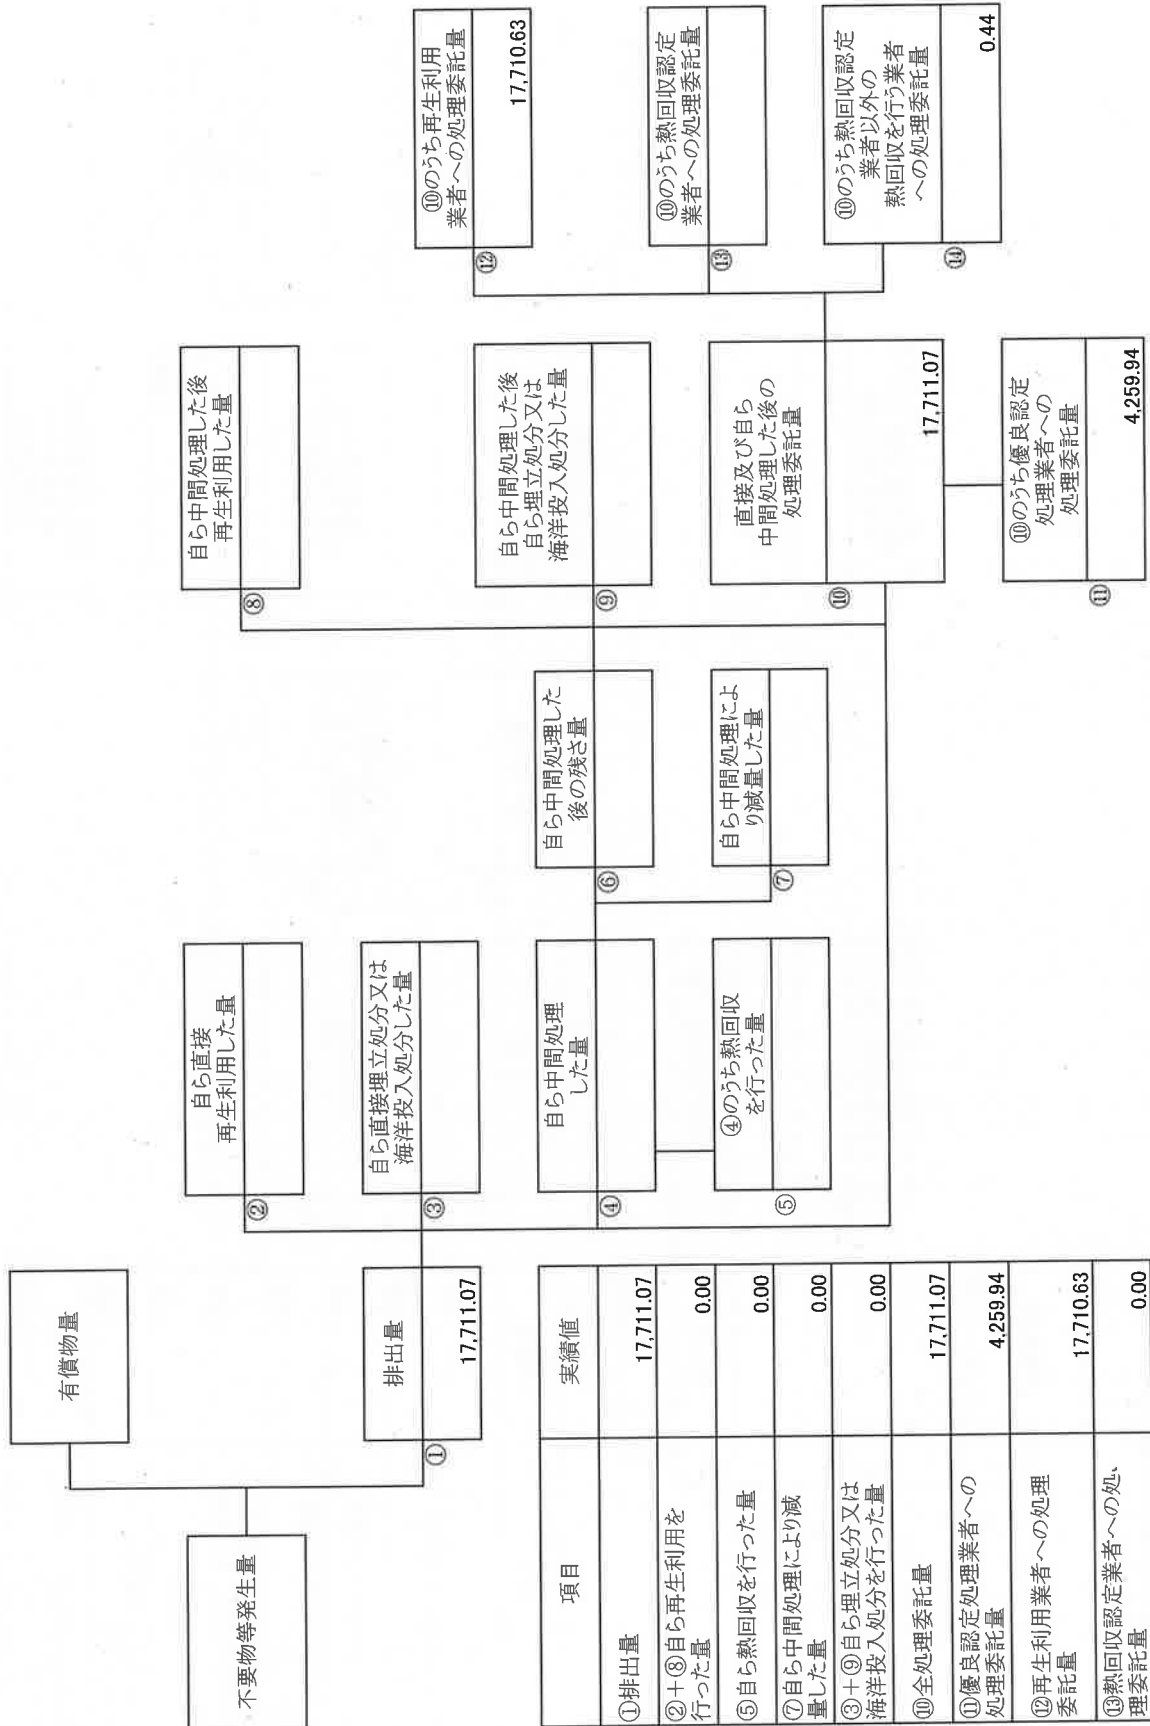 不要物等発生量
有償物量
排出量
①
17,711.07
自ら直接
再生利用した量
②
自ら直接埋立処分又は
海洋投入処分した量
③
自ら中間処理
した量
④
④のうち熱回収
を行った量
⑤
自ら中間処理した
後の残さ量
⑥
自ら中間処理によ
り減量した量
⑦
自ら中間処理した後
再生利用した量
⑧
自ら中間処理した後
自ら埋立処分又は
海洋投入処分した量
⑨
直接及び自ら
中間処理した後の
処理委託量
⑩
17,711.07
⑩のうち優良認定
処理業者への
処理委託量
⑪
4,259.94
⑩のうち再生利用
業者への処理委託量
⑫
17,710.63
⑩のうち熱回収認定
業者への処理委託量
⑬
⑩のうち熱回収認定
業者以外の
熱回収を行う業者
への処理委託量
⑭
0.44
項目 実績値
①排出量 17,711.07
②+⑧自ら再生利用を
行った量 0.00
⑤自ら熱回収を行った量 0.00
⑦自ら中間処理により減
量した量 0.00
③+⑨自ら埋立処分又は
海洋投入処分を行った量 0.00
⑩全処理委託量 17,711.07
⑪優良認定処理業者への
処理委託量 4,259.94
⑫再生利用業者への処理
委託量 17,710.63
⑬熱回収認定業者への処
理委託量 0.00